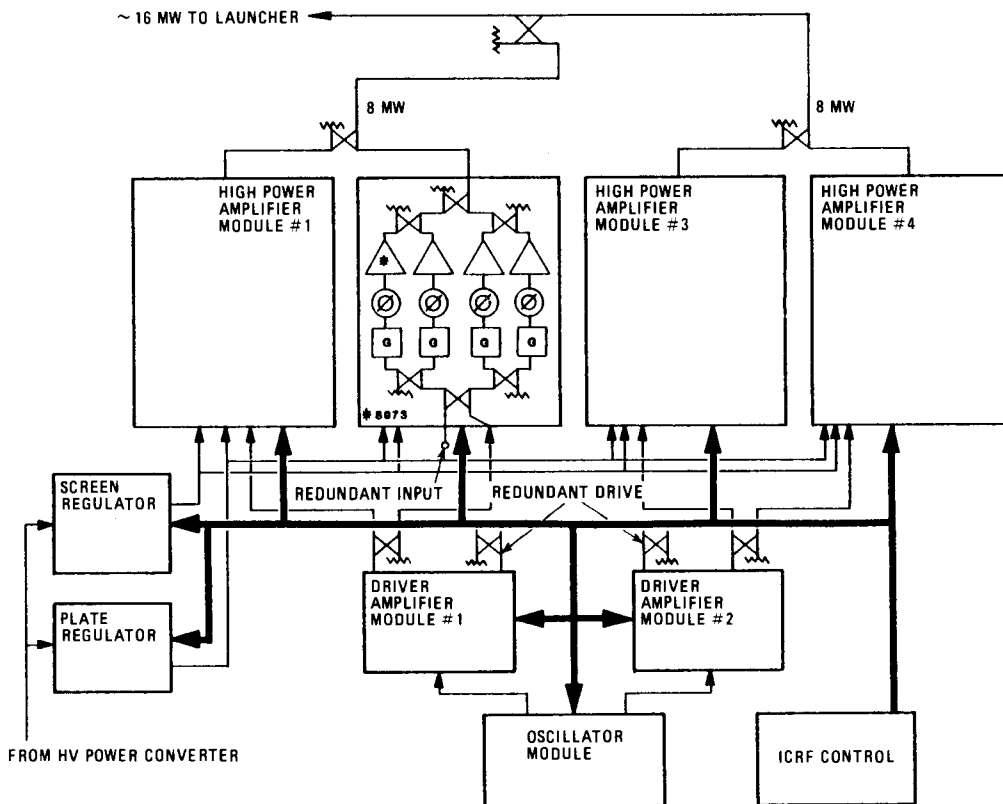 ~ 16 MW TO LAUNCHER
8 MW
8 MW
HIGH POWER
AMPLIFIER
MODULE #1
HIGH POWER
AMPLIFIER
MODULE #3
HIGH POWER
AMPLIFIER
MODULE #4
*
Ø Ø Ø Ø
G G G G
* 8973
SCREEN
REGULATOR
REDUNDANT INPUT
REDUNDANT DRIVE
PLATE
REGULATOR
DRIVER
AMPLIFIER
MODULE #1
DRIVER
AMPLIFIER
MODULE #2
FROM HV POWER CONVERTER
OSCILLATOR
MODULE
ICRF CONTROL